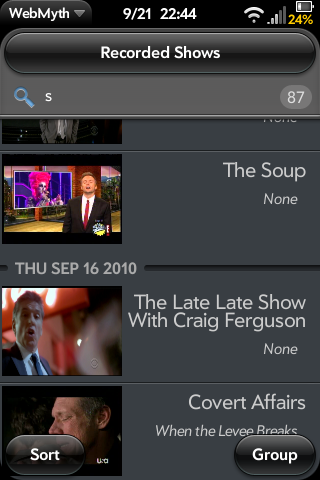 WebMyth 9/21 22:44 24%
Recorded Shows
s 87
None
The Soup
None
THU SEP 16 2010
The Late Late Show
With Craig Ferguson
None
Covert Affairs
When the Levee Breaks
Sort Group
usa